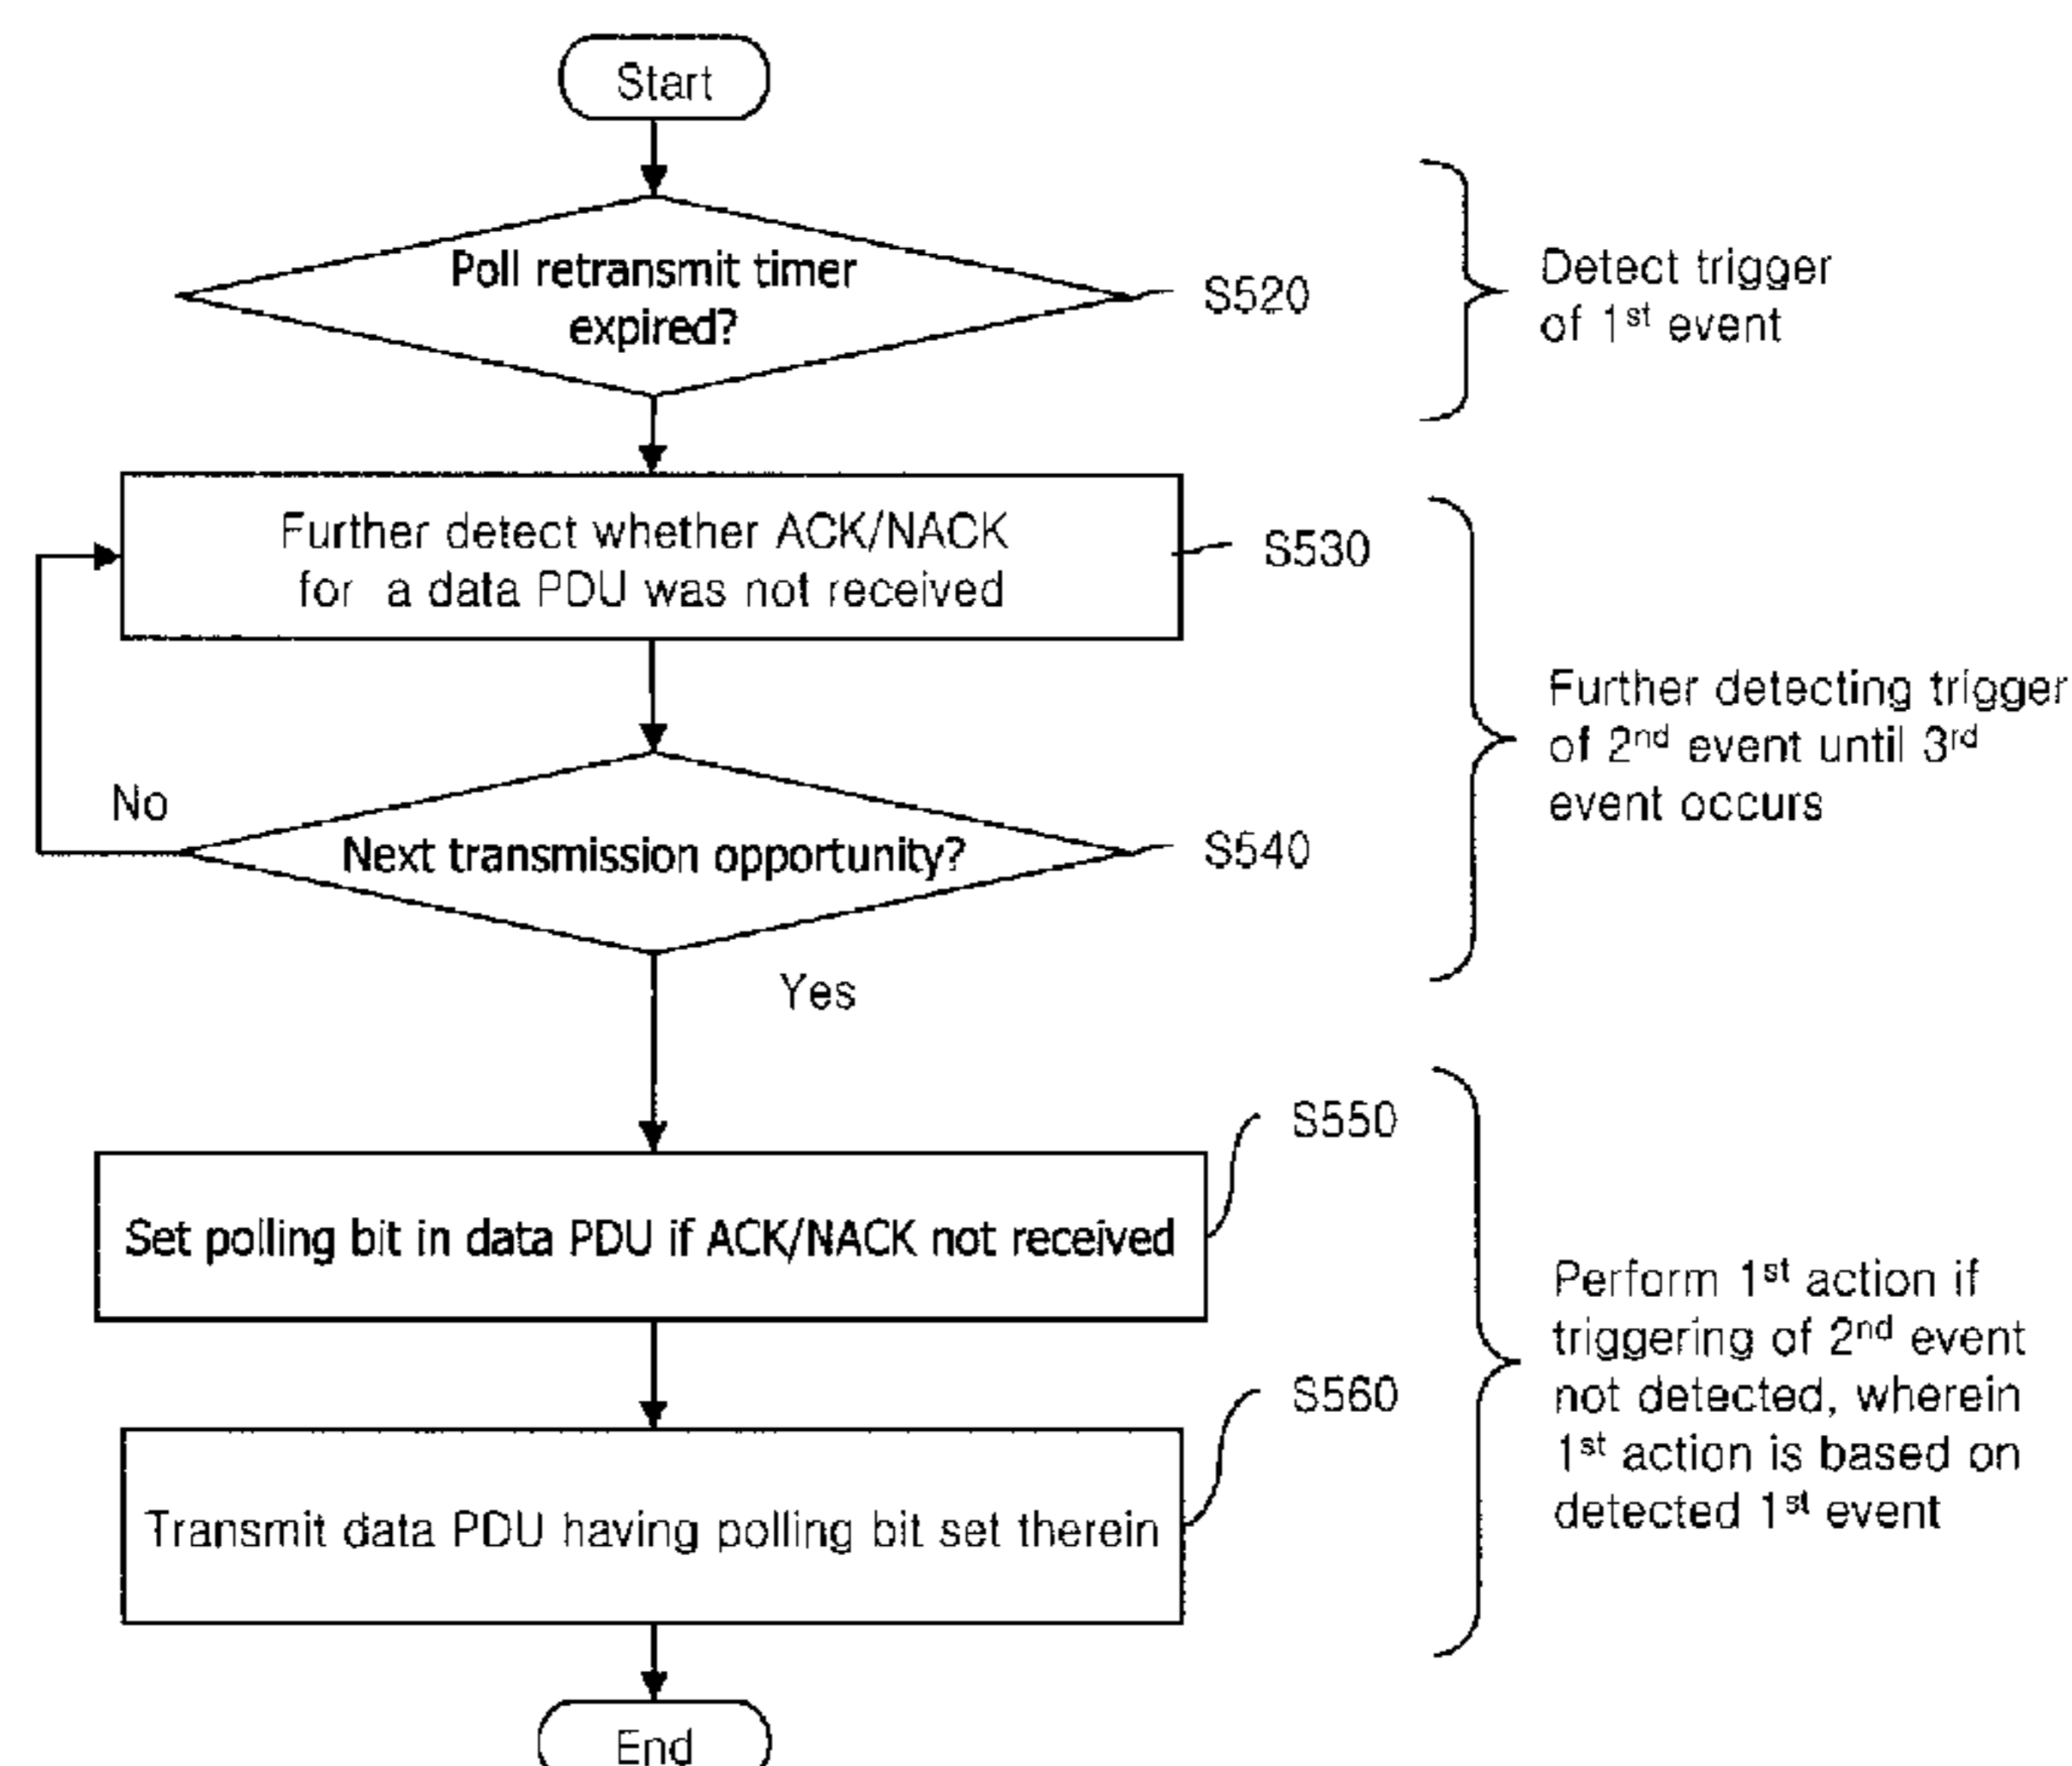 Start
Poll retransmit timer
expired?
S520
Detect trigger
of 1st event
Further detect whether ACK/NACK
for a data PDU was not received
S530
Further detecting trigger
of 2nd event until 3rd
event occurs
No
Next transmission opportunity?
S540
Yes
S550
Set polling bit in data PDU if ACK/NACK not received
Perform 1st action if
triggering of 2nd event
not detected, wherein
1st action is based on
detected 1st event
S560
Transmit data PDU having polling bit set therein
End